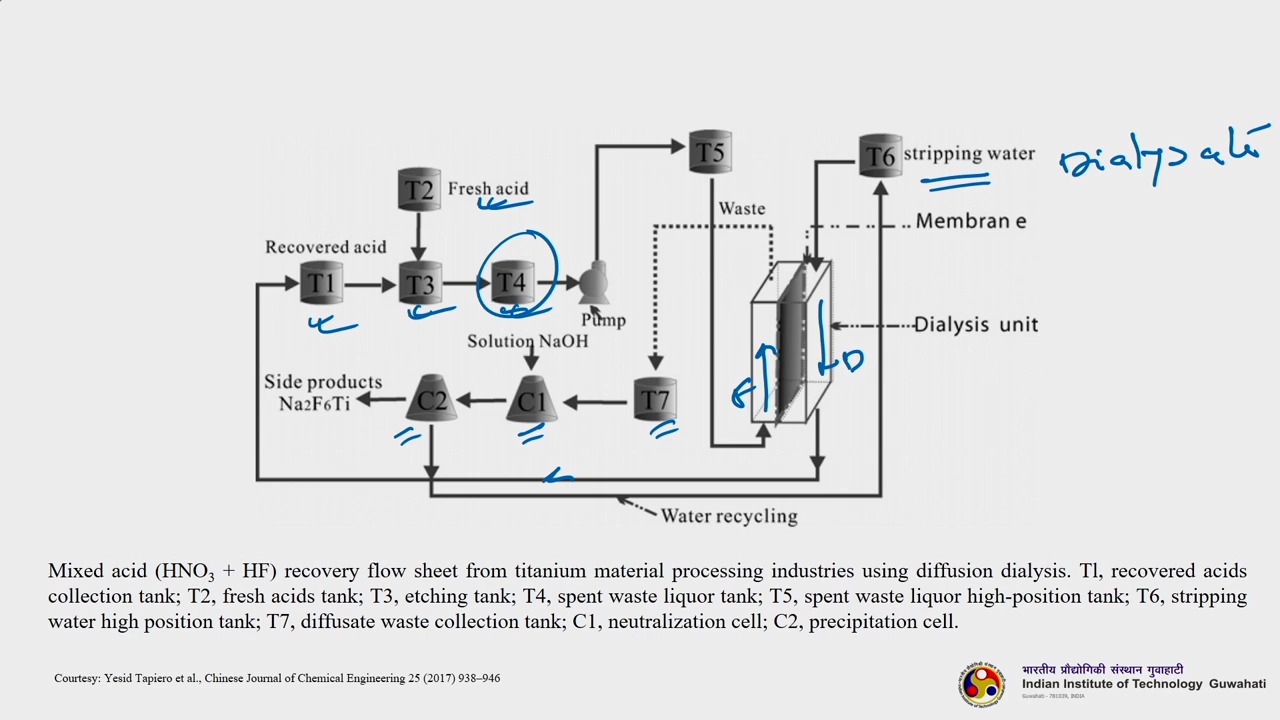 T5
T6 stripping water
Dialysate
T2 Fresh acid
Waste
Membran e
Recovered acid
T1 T3 T4
Pump
Dialysis unit
Solution NaOH
D
F
Side products
Na2F6Ti
C2 C1 T7
Water recycling
Mixed acid (HNO₃ + HF) recovery flow sheet from titanium material processing industries using diffusion dialysis. Tl, recovered acids
collection tank; T2, fresh acids tank; T3, etching tank; T4, spent waste liquor tank; T5, spent waste liquor high-position tank; T6, stripping
water high position tank; T7, diffusate waste collection tank; C1, neutralization cell; C2, precipitation cell.
Courtesy: Yesid Tapiero et al., Chinese Journal of Chemical Engineering 25 (2017) 938–946
भारतीय प्रौद्योगिकी संस्थान गुवाहाटी
Indian Institute of Technology Guwahati
Guwahati - 781039, INDIA